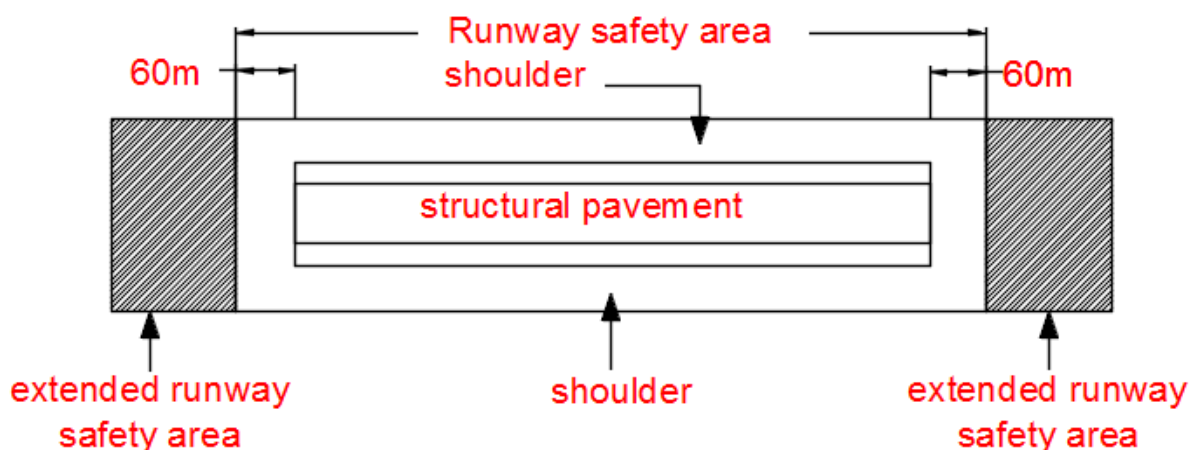 Runway safety area
60m
shoulder
60m
structural pavement
extended runway
safety area
shoulder
extended runway
safety area